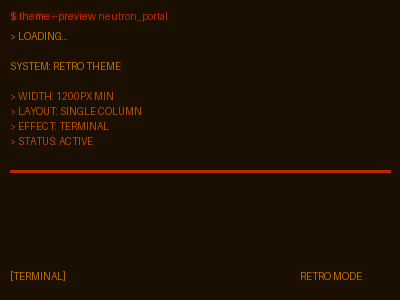 $ theme --preview neutron_portal
> LOADING...
SYSTEM: RETRO THEME
> WIDTH: 1200PX MIN
> LAYOUT: SINGLE COLUMN
> EFFECT: TERMINAL
> STATUS: ACTIVE
[TERMINAL]
RETRO MODE